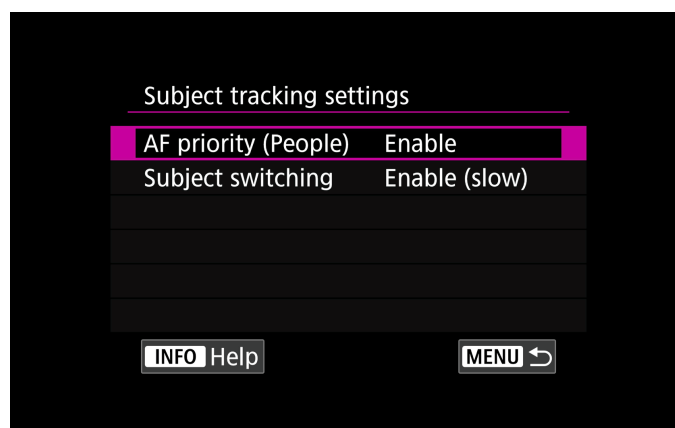 Subject tracking settings
AF priority (People) Enable
Subject switching Enable (slow)
INFO Help MENU